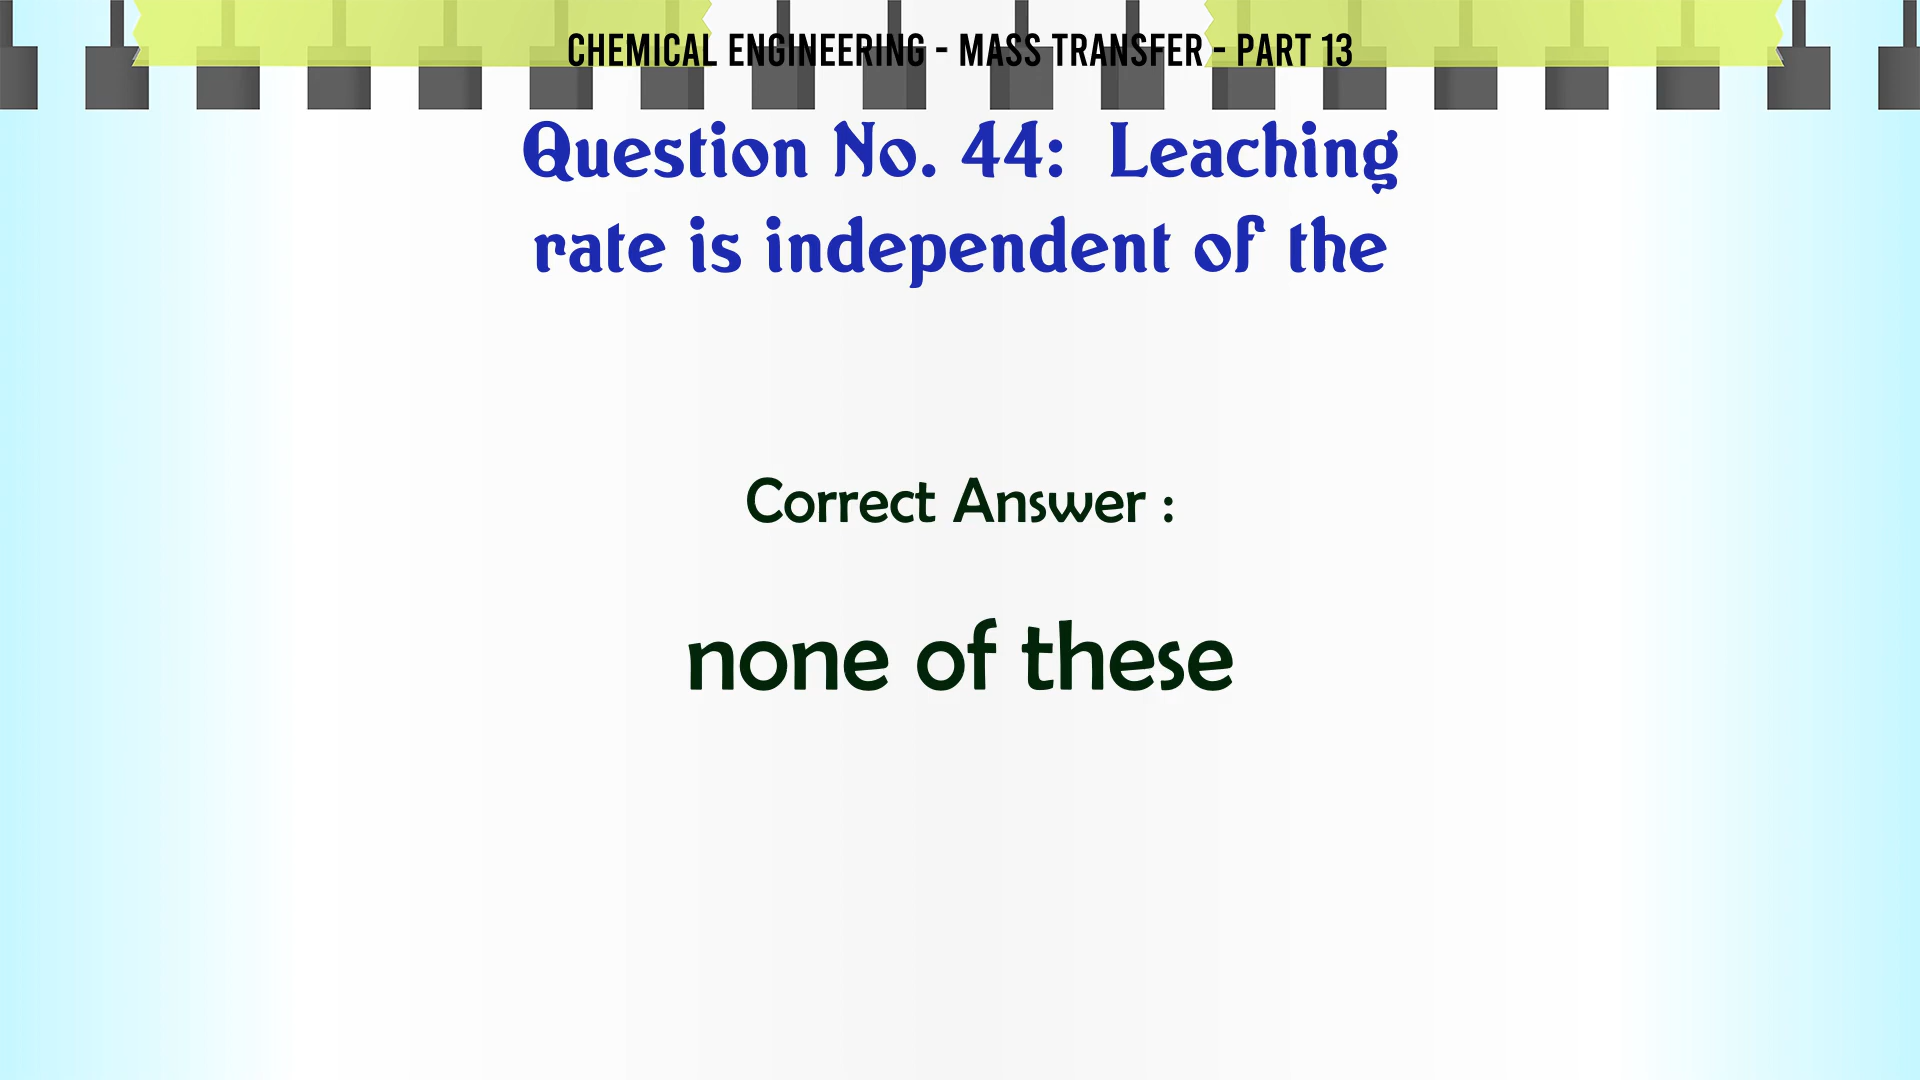 CHEMICAL ENGINEERING - MASS TRANSFER - PART 13
Question No. 44: Leaching
rate is independent of the
Correct Answer :
none of these